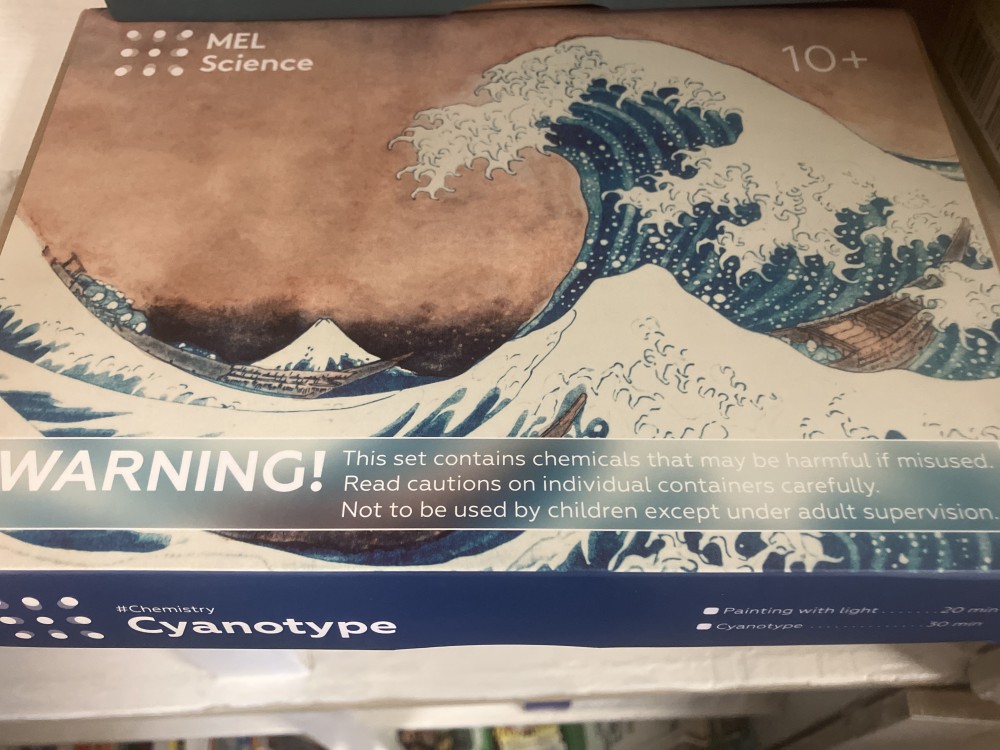 MEL
Science
10+
WARNING!
This set contains chemicals that may be harmful if misused.
Read cautions on individual containers carefully.
Not to be used by children except under adult supervision.
#Chemistry
Cyanotype
Painting with light ........ 20 min
Cyanotype ................ 30 min